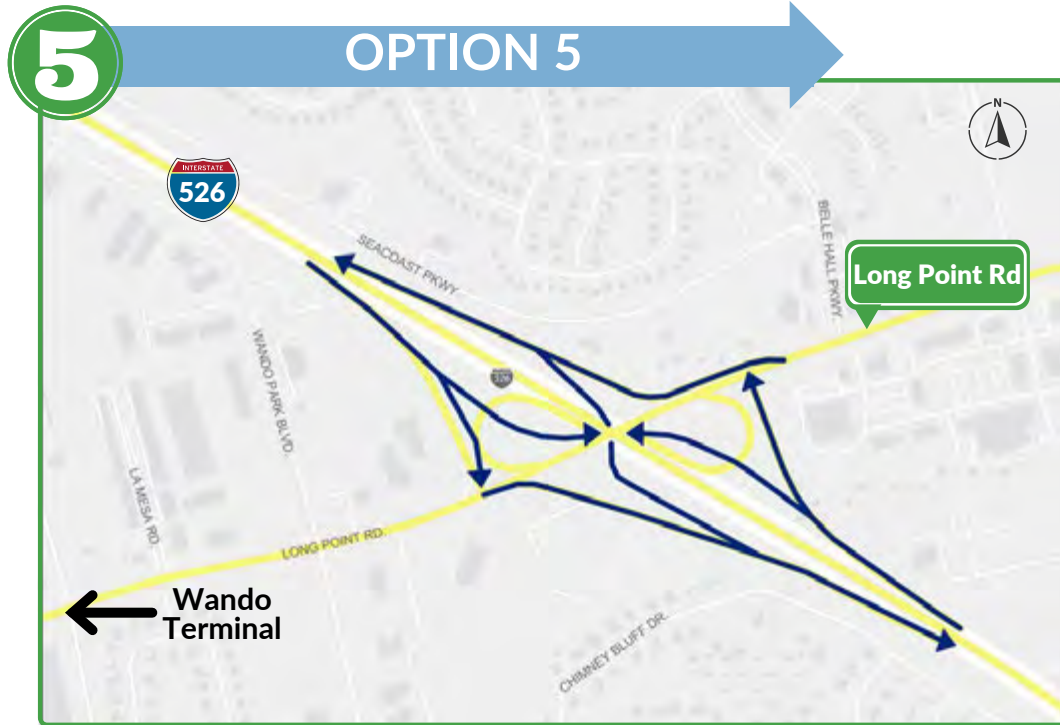 5
OPTION 5
N
INTERSTATE
526
SEACOAST PKWY
BELLE HALL PKWY.
Long Point Rd
WANDO PARK BLVD.
326
LA MESA RD.
LONG POINT RD.
Wando
Terminal
CHIMNEY BLUFF DR.